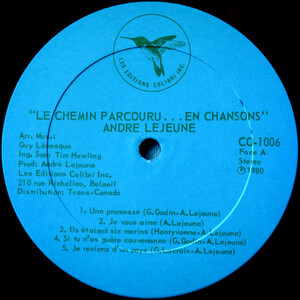 LES EDITIONS COLIBRI INC.
"LE CHEMIN PARCOURU...EN CHANSONS"
ANDRE LEJEUNE
Arr. Mus.:
Guy Lévesque
Ing. Son: Tim Hewling
Prod: André Lejeune
Les Editions Colibri Inc.
210 rue Richelieu, Beloeil
Distribution: Trans-Canada
CC-1006
Face A
Stereo
℗ 1980
1. Une promesse (G. Godin-A. Lejeune)
2. Je vous aime (A. Lejeune)
3. Ils étaient six marins (Henryvonne-A. Lejeune)
4. Si tu n'as guère souvenance (G. Godin-A. Lejeune)
5. Je reviens d'un pays (G. Lacroix-A. Lejeune)